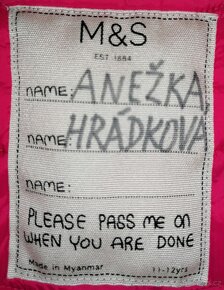 M&S
EST 1884
NAME: ANEŽKA
NAME: HRÁDKOVÁ
NAME:
PLEASE PASS ME ON
WHEN YOU ARE DONE
Made in Myanmar 11-12yrs